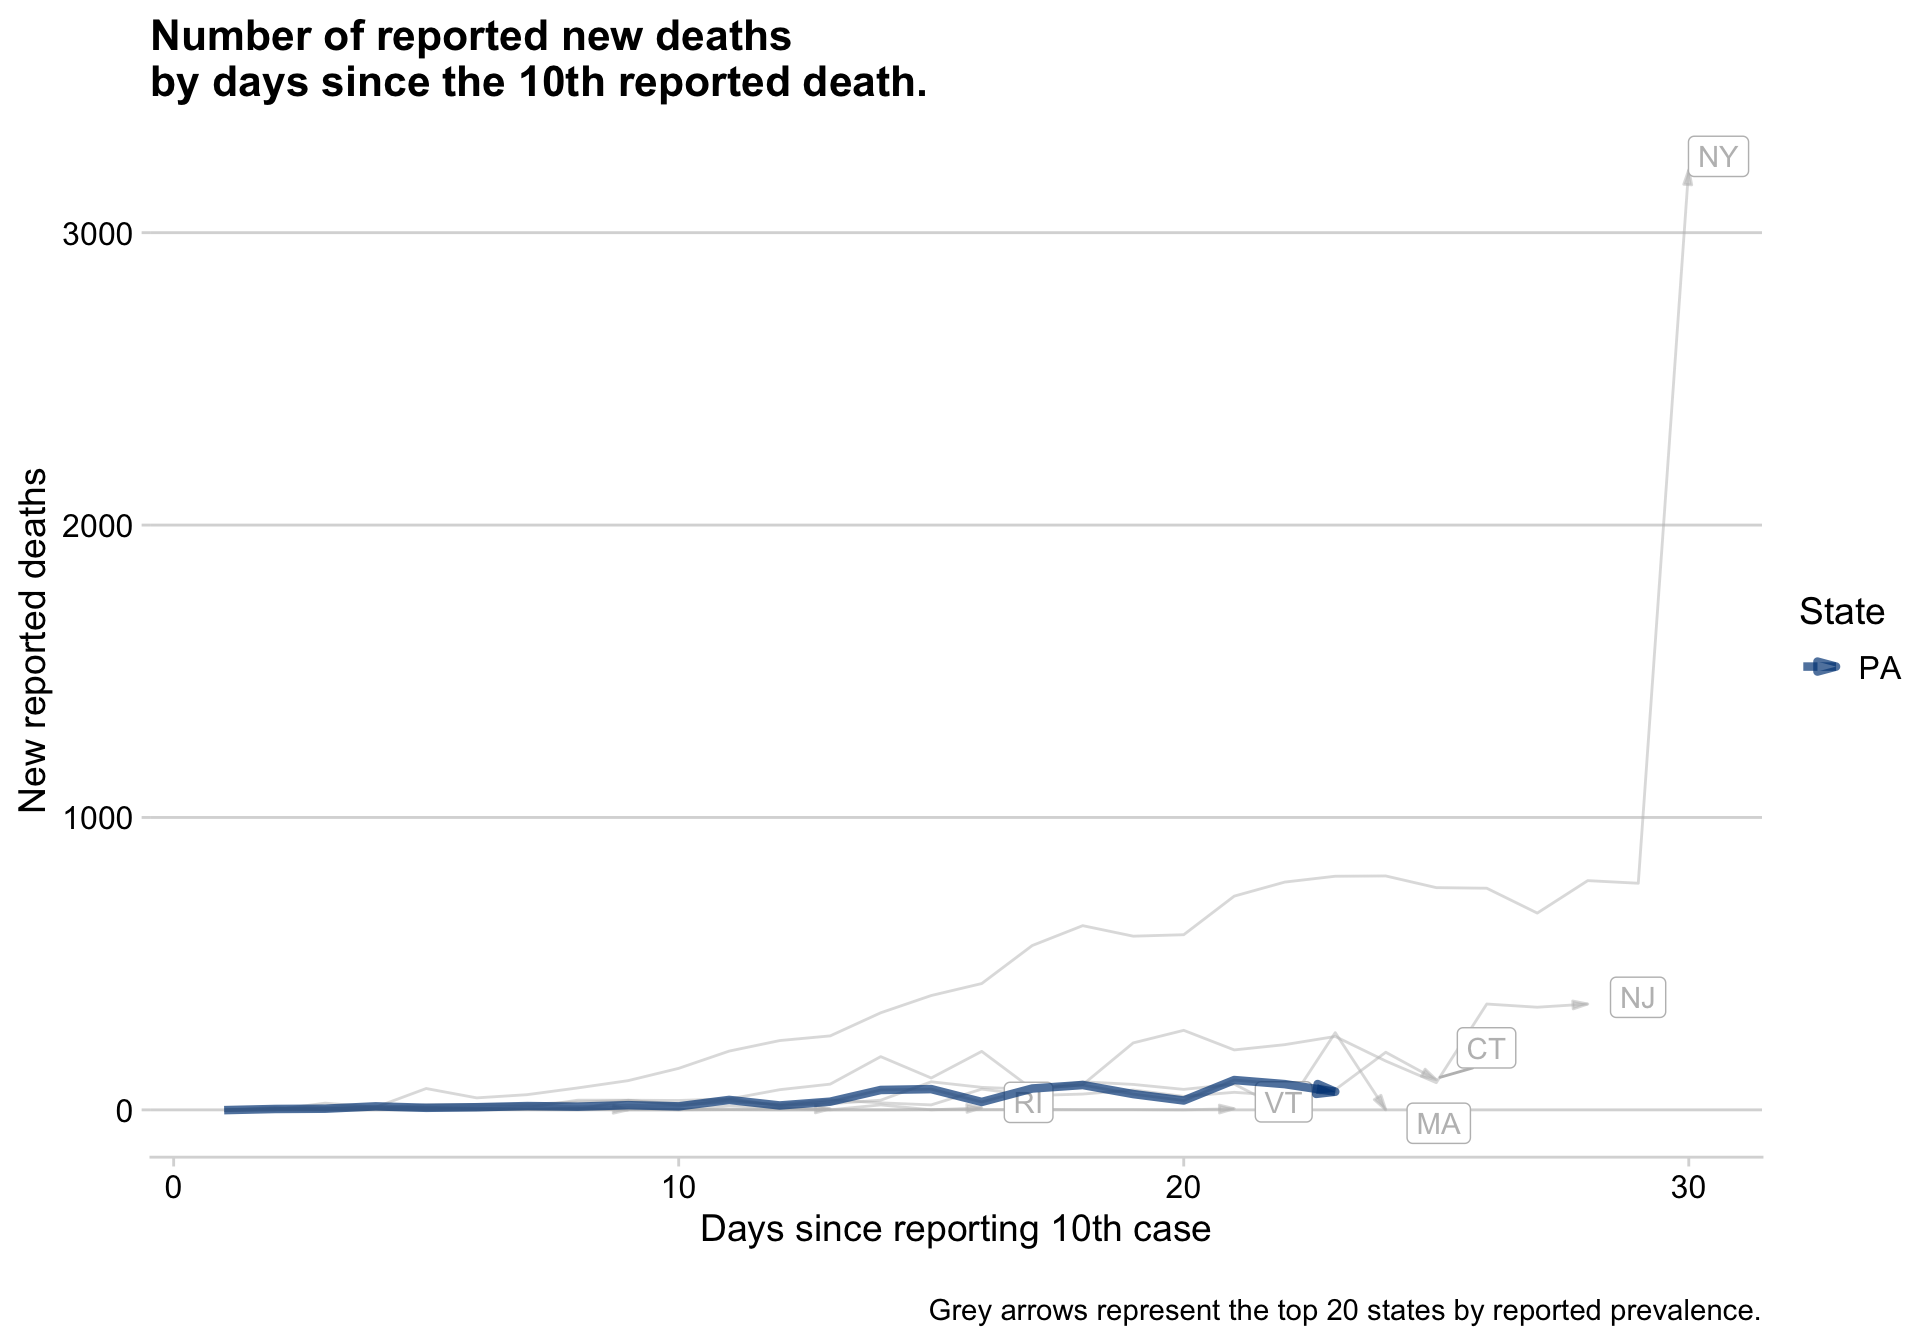 Number of reported new deaths
by days since the 10th reported death.
NY
3000
2000
1000
0
New reported deaths
NJ
CT
RI
VT
MA
State
PA
0 10 20 30
Days since reporting 10th case
Grey arrows represent the top 20 states by reported prevalence.